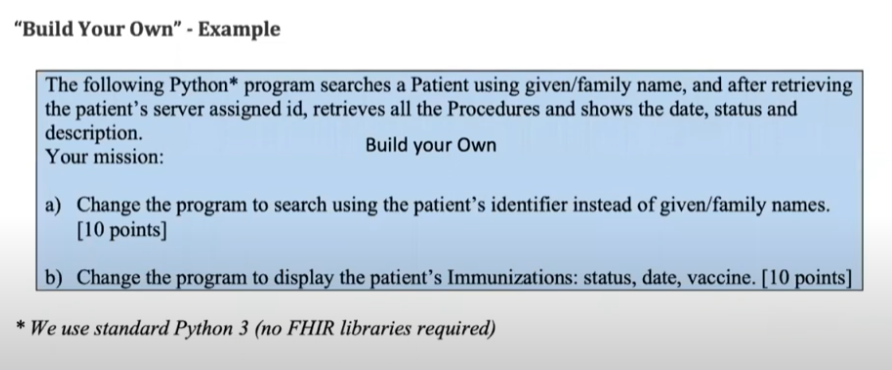 “Build Your Own” - Example
The following Python* program searches a Patient using given/family name, and after retrieving
the patient’s server assigned id, retrieves all the Procedures and shows the date, status and
description.
Build your Own
Your mission:
a) Change the program to search using the patient’s identifier instead of given/family names.
[10 points]
b) Change the program to display the patient’s Immunizations: status, date, vaccine. [10 points]
* We use standard Python 3 (no FHIR libraries required)